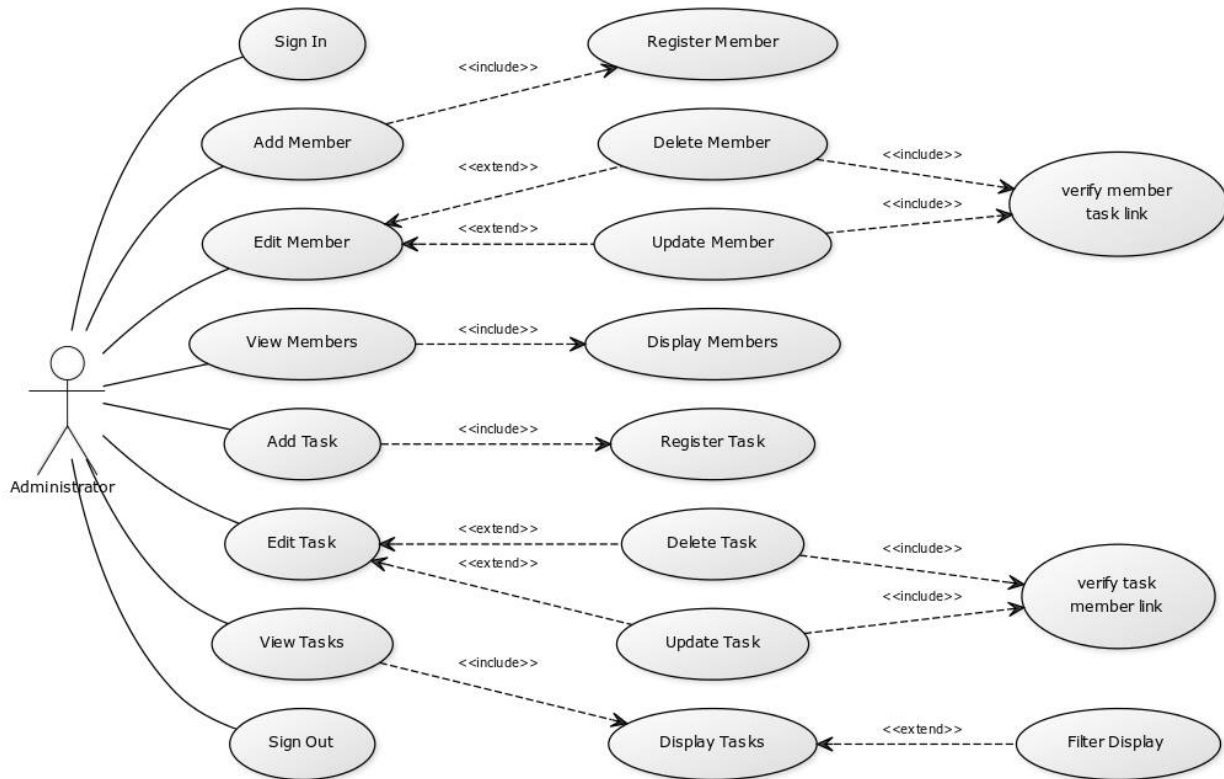 Sign In
Register Member
<<include>>
Add Member
Delete Member
<<extend>>
<<include>>
verify member
task link
<<include>>
Edit Member
<<extend>>
Update Member
View Members
<<include>>
Display Members
Add Task
<<include>>
Register Task
Administrator
Edit Task
<<extend>>
Delete Task
<<include>>
<<extend>>
verify task
member link
<<include>>
View Tasks
Update Task
<<include>>
Sign Out
Display Tasks
<<extend>>
Filter Display